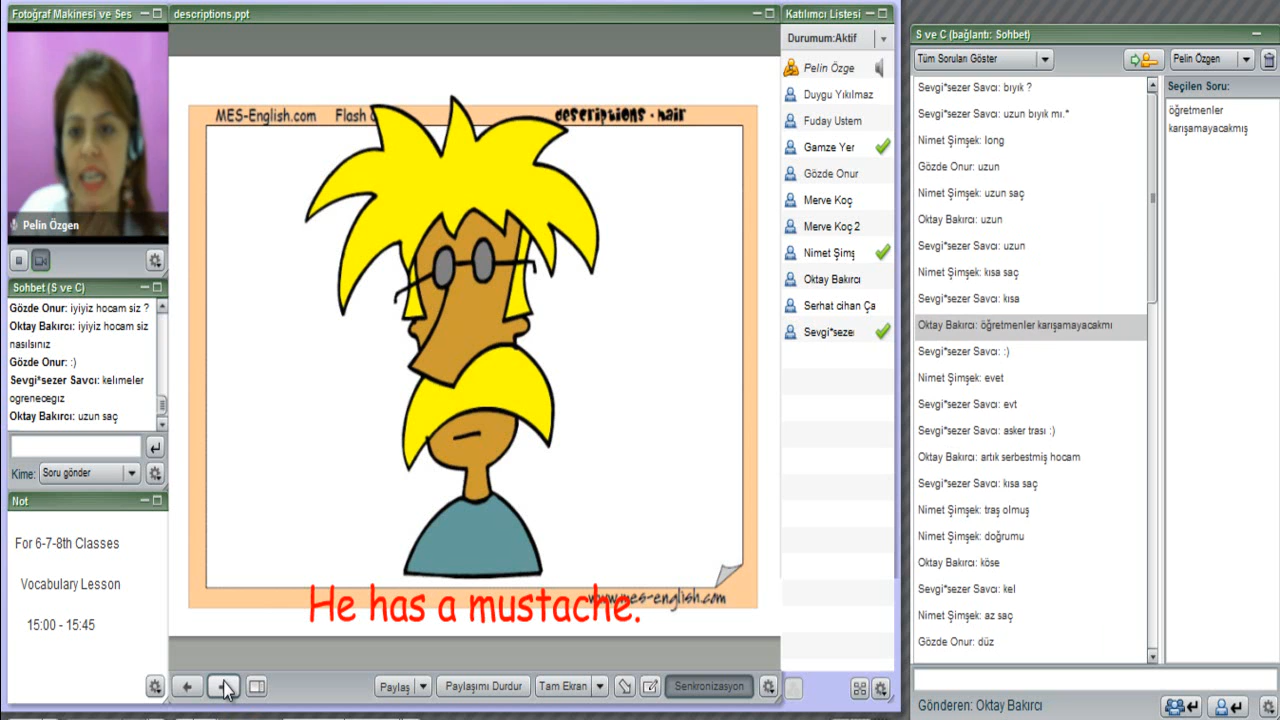 Fotoğraf Makinesi ve Ses
Pelin Özgen
Sohbet (S ve C)
Gözde Onur: iyiyiz hocam siz ?
Oktay Bakırcı: iyiyiz hocam siz
nasılsınız
Gözde Onur: :)
Sevgi*sezer Savcı: kelımeler
ogrenecegız
Oktay Bakırcı: uzun saç
Kime: Soru gönder
Not
For 6-7-8th Classes
Vocabulary Lesson
15:00 - 15:45
descriptions.ppt
MES-English.com
Flash
descriptions - hair
www.mes-english.com
He has a mustache.
Paylaş
Paylaşımı Durdur
Tam Ekran
Senkronizasyon
Katılımcı Listesi
Durumum:Aktif
Pelin Özge
Duygu Yıkılmaz
Fuday Ustem
Gamze Yer
Gözde Onur
Merve Koç
Merve Koç 2
Nimet Şimş
Oktay Bakırcı
Serhat cihan Ça
Sevgi*seze
S ve C (bağlantı: Sohbet)
Tüm Soruları Göster
Pelin Özgen
Sevgi*sezer Savcı: bıyık ?
Sevgi*sezer Savcı: uzun bıyık mı.*
Nimet Şimşek: long
Gözde Onur: uzun
Nimet Şimşek: uzun saç
Oktay Bakırcı: uzun
Sevgi*sezer Savcı: uzun
Nimet Şimşek: kısa saç
Sevgi*sezer Savcı: kısa
Oktay Bakırcı: öğretmenler karışamayacakmı
Sevgi*sezer Savcı: :)
Nimet Şimşek: evet
Sevgi*sezer Savcı: evt
Sevgi*sezer Savcı: asker trası :)
Oktay Bakırcı: artık serbestmiş hocam
Sevgi*sezer Savcı: kısa saç
Nimet Şimşek: traş olmuş
Nimet Şimşek: doğrumu
Oktay Bakırcı: köse
Sevgi*sezer Savcı: kel
Nimet Şimşek: az saç
Gözde Onur: düz
Seçilen Soru:
öğretmenler
karışamayacakmış
Gönderen: Oktay Bakırcı